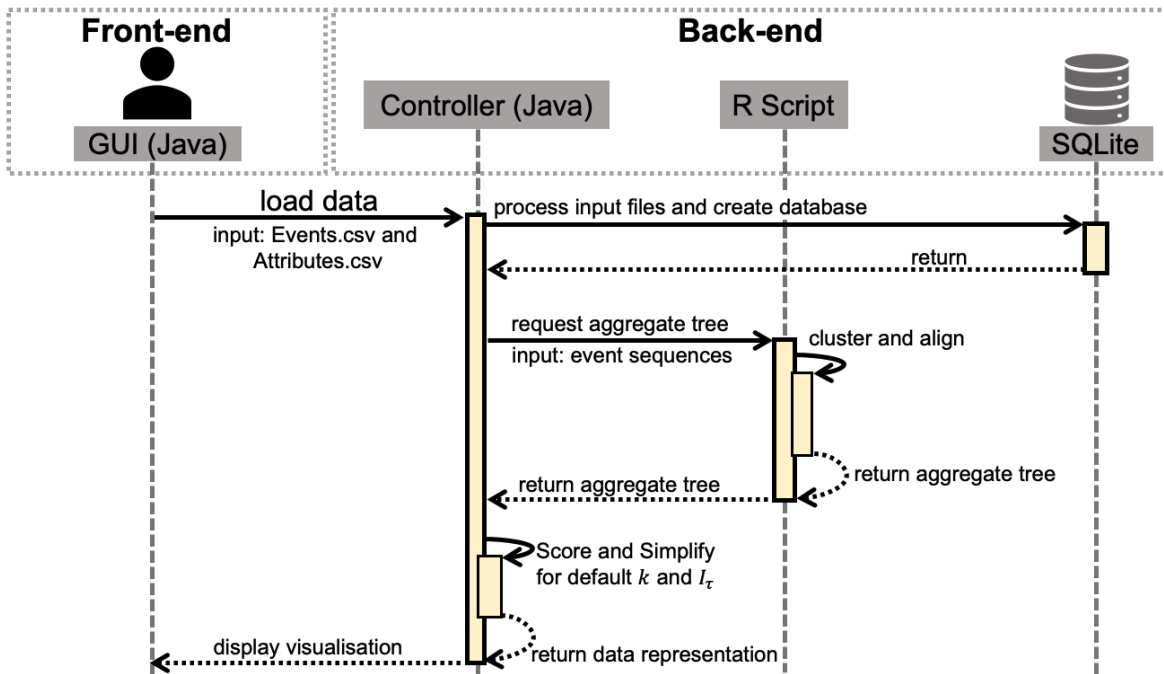 Front-end
Back-end
GUI (Java)
Controller (Java)
R Script
SQLite
load data
input: Events.csv and
Attributes.csv
process input files and create database
return
request aggregate tree
input: event sequences
cluster and align
return aggregate tree
return aggregate tree
Score and Simplify
for default k and I_τ
display visualisation
return data representation